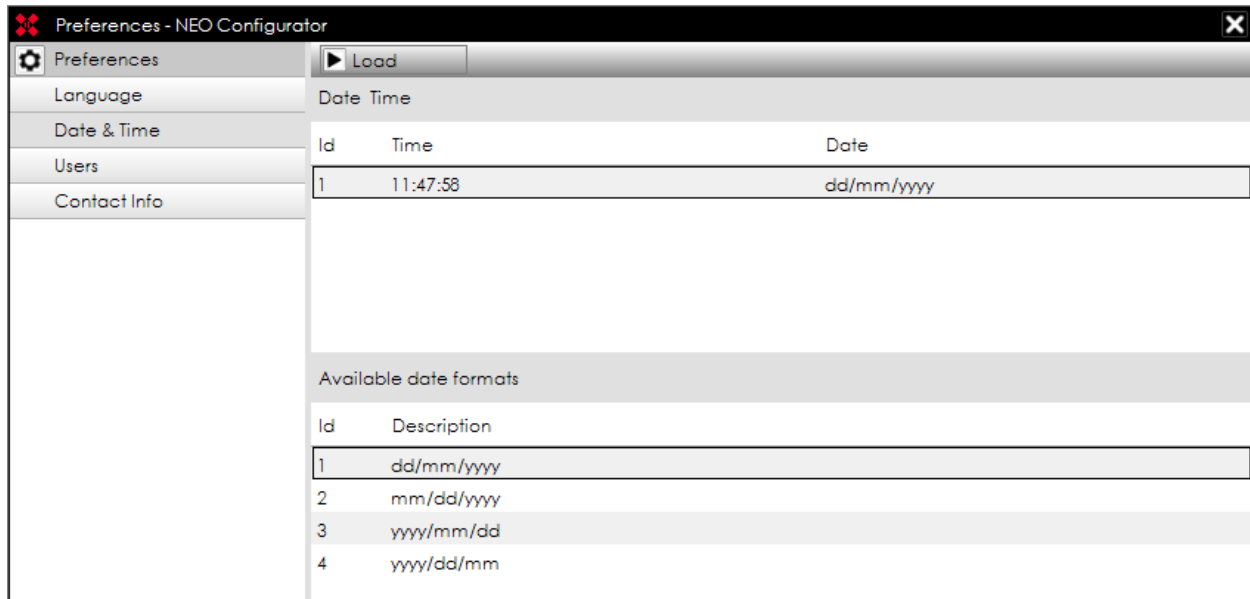 Preferences - NEO Configurator
Preferences
Language
Date & Time
Users
Contact Info
Load
Date Time
Id Time Date
1 11:47:58 dd/mm/yyyy
Available date formats
Id Description
1 dd/mm/yyyy
2 mm/dd/yyyy
3 yyyy/mm/dd
4 yyyy/dd/mm